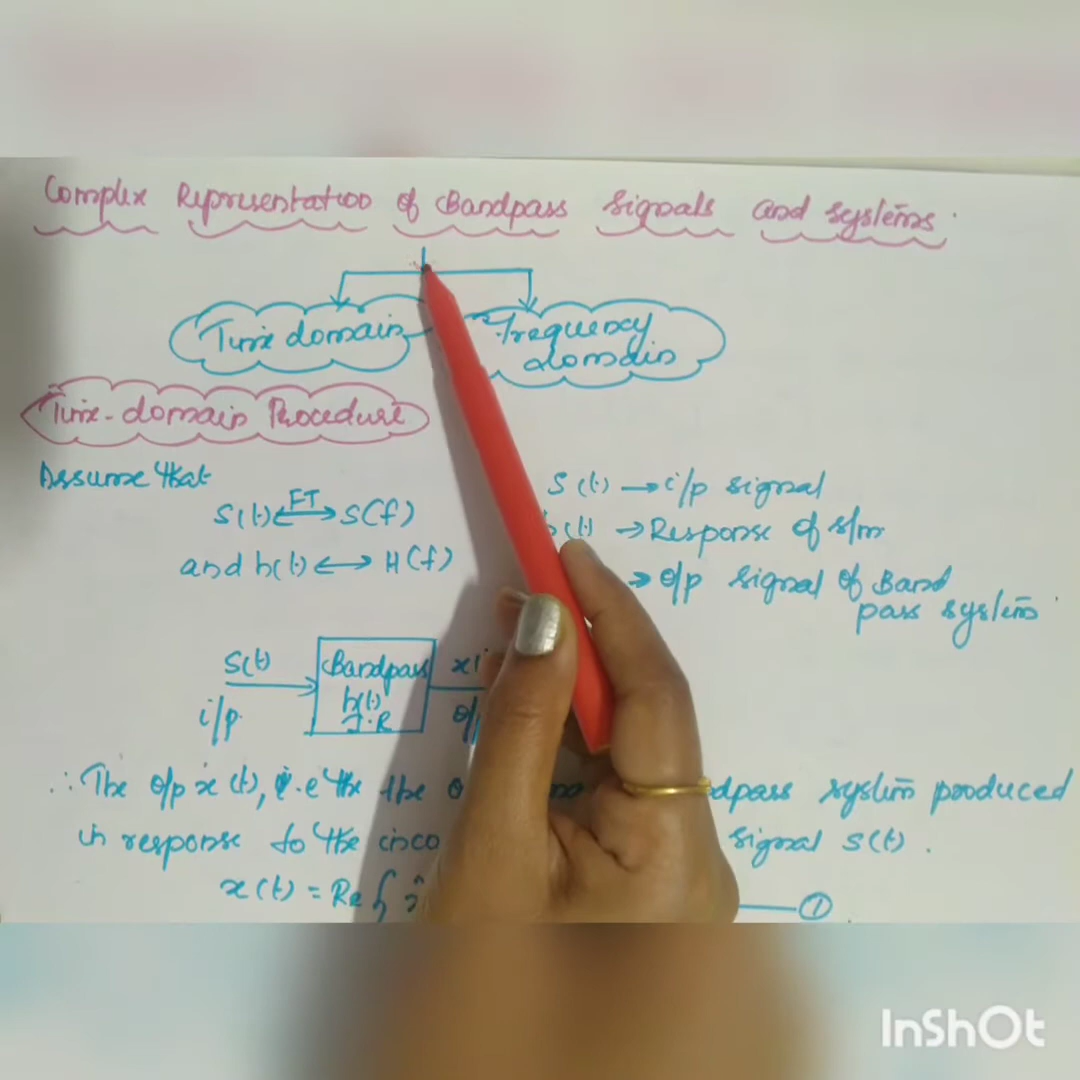 Complex Representation of Bandpass Signals and systems.
Time domain
Frequency domain
Time-domain Procedure
Assume that
S(t) ⟷ S(f)
FT
and h(t) ⟷ H(f)
S(t) → i/p signal
(t) → Response of s/m
→ o/p signal of Band
pass system
S(t)
i/p
Bandpass
h(t)
I.R
x(
o/p
∴ The o/p x(t), i.e the the o dpass system produced
in response to the inco signal s(t).
x(t) = Re{ ①
InShOt